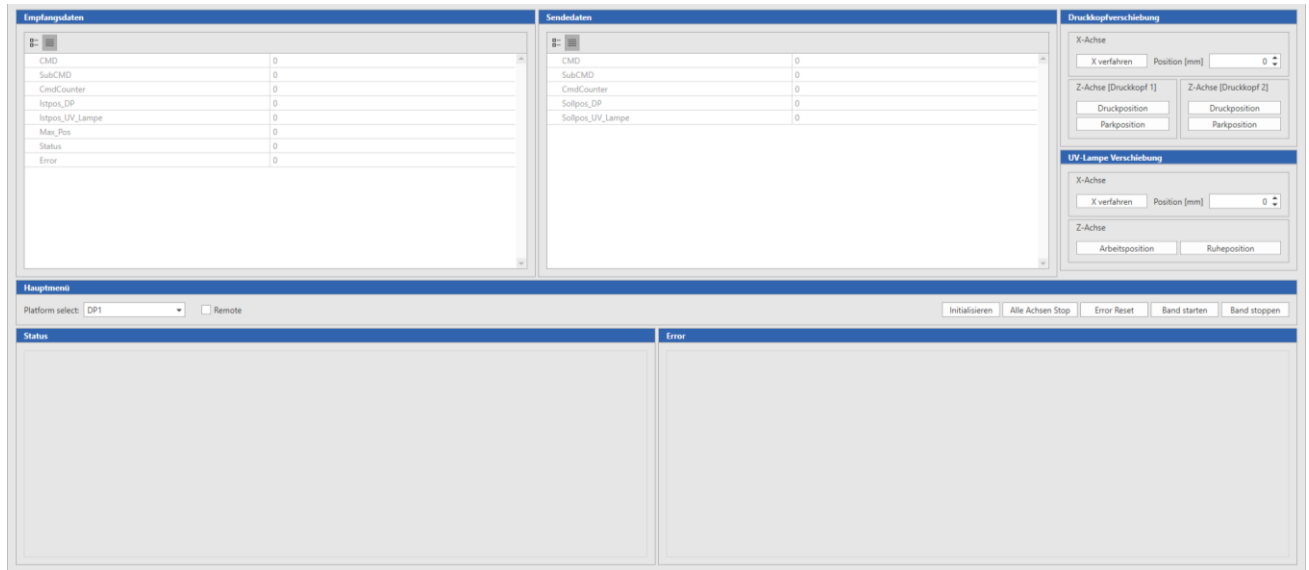 Empfangsdaten
CMD 0
SubCMD 0
CmdCounter 0
Istpos_DP 0
Istpos_UV_Lampe 0
Max_Pos 0
Status 0
Error 0
Sendedaten
CMD 0
SubCMD 0
CmdCounter 0
Sollpos_DP 0
Sollpos_UV_Lampe 0
Druckkopfverschiebung
X-Achse
X verfahren Position [mm] 0
Z-Achse [Druckkopf 1] Z-Achse [Druckkopf 2]
Druckposition Druckposition
Parkposition Parkposition
UV-Lampe Verschiebung
X-Achse
X verfahren Position [mm] 0
Z-Achse
Arbeitsposition Ruheposition
Hauptmenü
Platform select: DP1 Remote Initialisieren Alle Achsen Stop Error Reset Band starten Band stoppen
Status Error